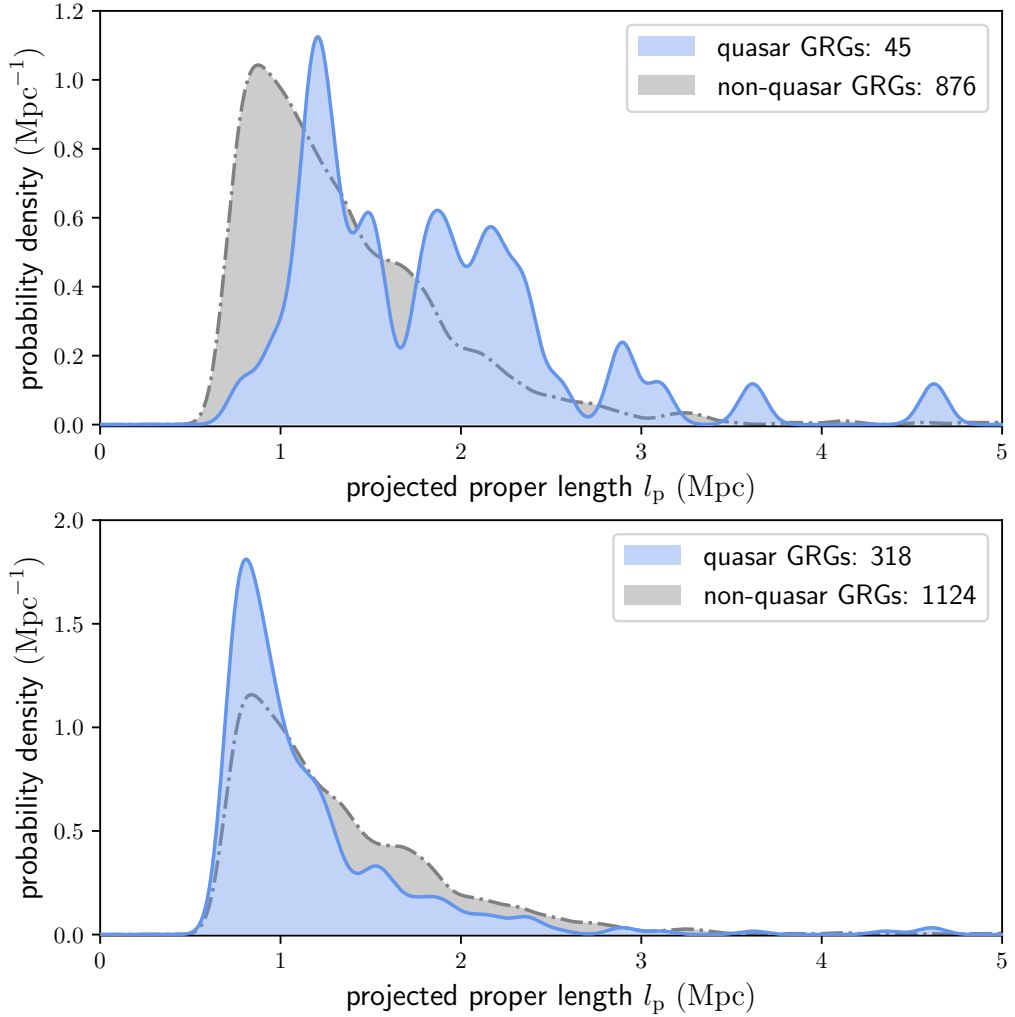 probability density (Mpc⁻¹)
1.2
1.0
0.8
0.6
0.4
0.2
0.0
quasar GRGs: 45
non-quasar GRGs: 876
0 1 2 3 4 5
projected proper length lₚ (Mpc)
probability density (Mpc⁻¹)
2.0
1.5
1.0
0.5
0.0
quasar GRGs: 318
non-quasar GRGs: 1124
0 1 2 3 4 5
projected proper length lₚ (Mpc)